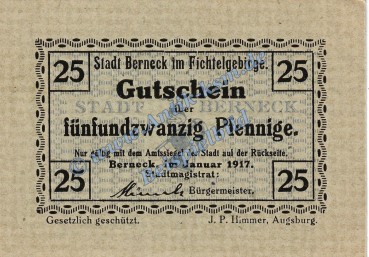 Stadt Berneck im Fichtelgebirge.
25 25
Gutschein
über
STADT BERNECK
fünfundzwanzig Pfennige.
Nur gültig mit dem Amtssiegel der Stadt auf der Rückseite.
Berneck, im Januar 1917.
Stadtmagistrat:
25 25
Bürgermeister.
Gesetzlich geschützt. J. P. Himmer, Augsburg.